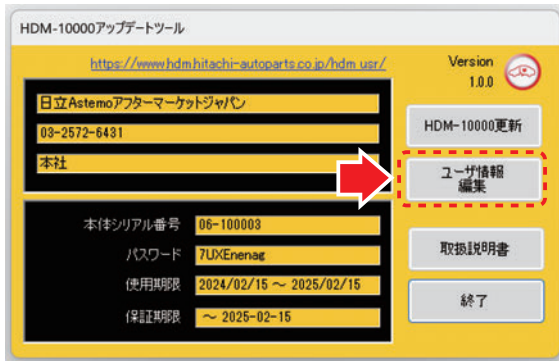 HDM-10000アップデートツール
https://www.hdm.hitachi-autoparts.co.jp/hdm_usr/
Version
1.0.0
日立Astemoアフターマーケットジャパン
03-2572-6431
本社
HDM-10000更新
ユーザ情報
編集
本体シリアル番号 06-100003
パスワード 7UXEnenag
使用期限 2024/02/15 ～ 2025/02/15
保証期限 ～ 2025-02-15
取扱説明書
終了